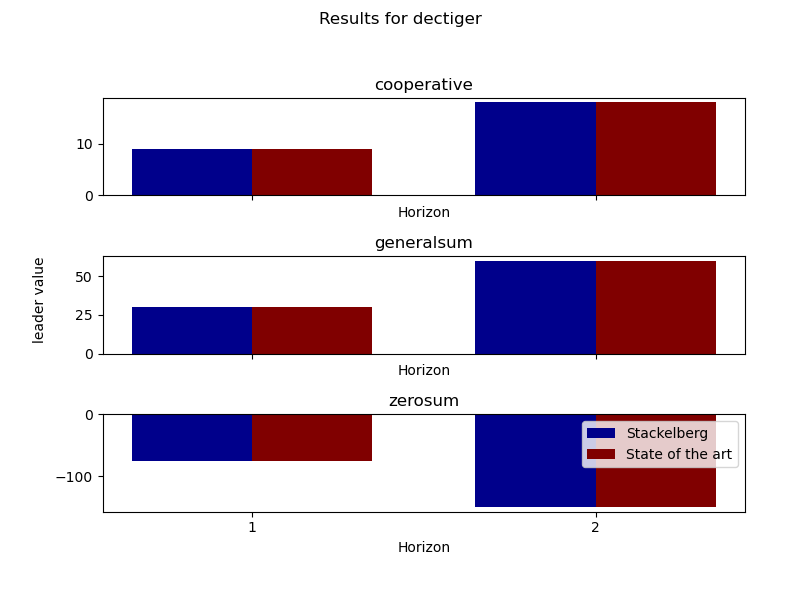 Results for dectiger
cooperative
10
0
Horizon
generalsum
leader value
50
25
0
Horizon
zerosum
0
−100
Stackelberg
State of the art
1 2
Horizon